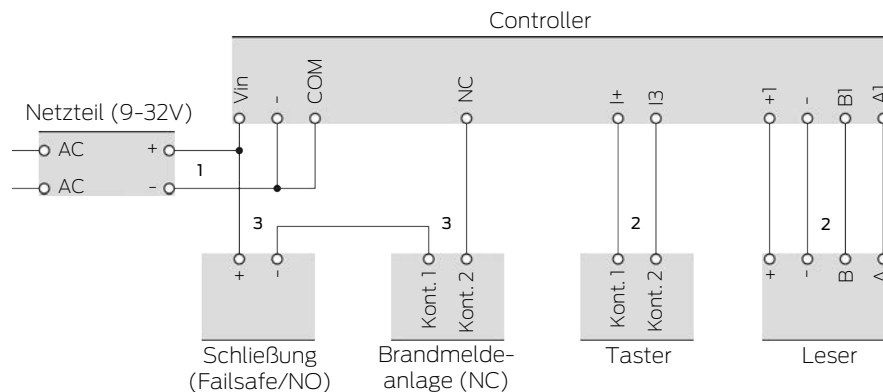 Controller
Vin - COM NC I+ I3 +1 - B1 A1
Netzteil (9-32V)
AC +
AC -
1
3 3 2 2
+ - Kont. 1 Kont. 2 Kont. 1 Kont. 2 + - B A
Schließung
(Failsafe/NO)
Brandmelde-
anlage (NC)
Taster
Leser